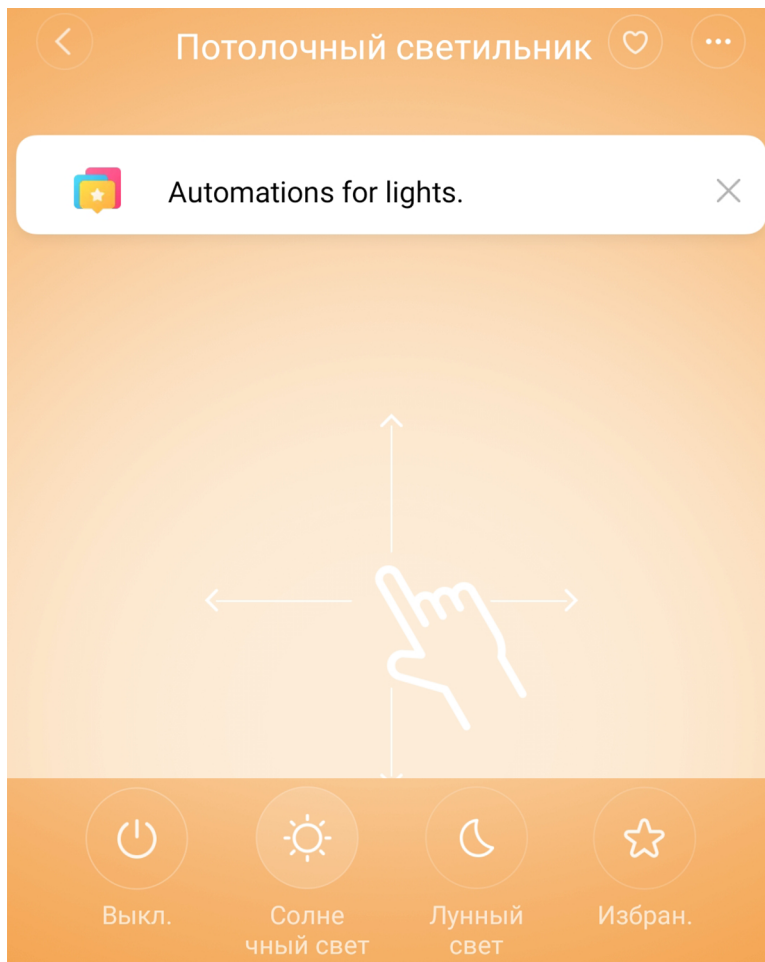 Потолочный светильник
Automations for lights.
Выкл.
Солне
чный свет
Лунный
свет
Избран.